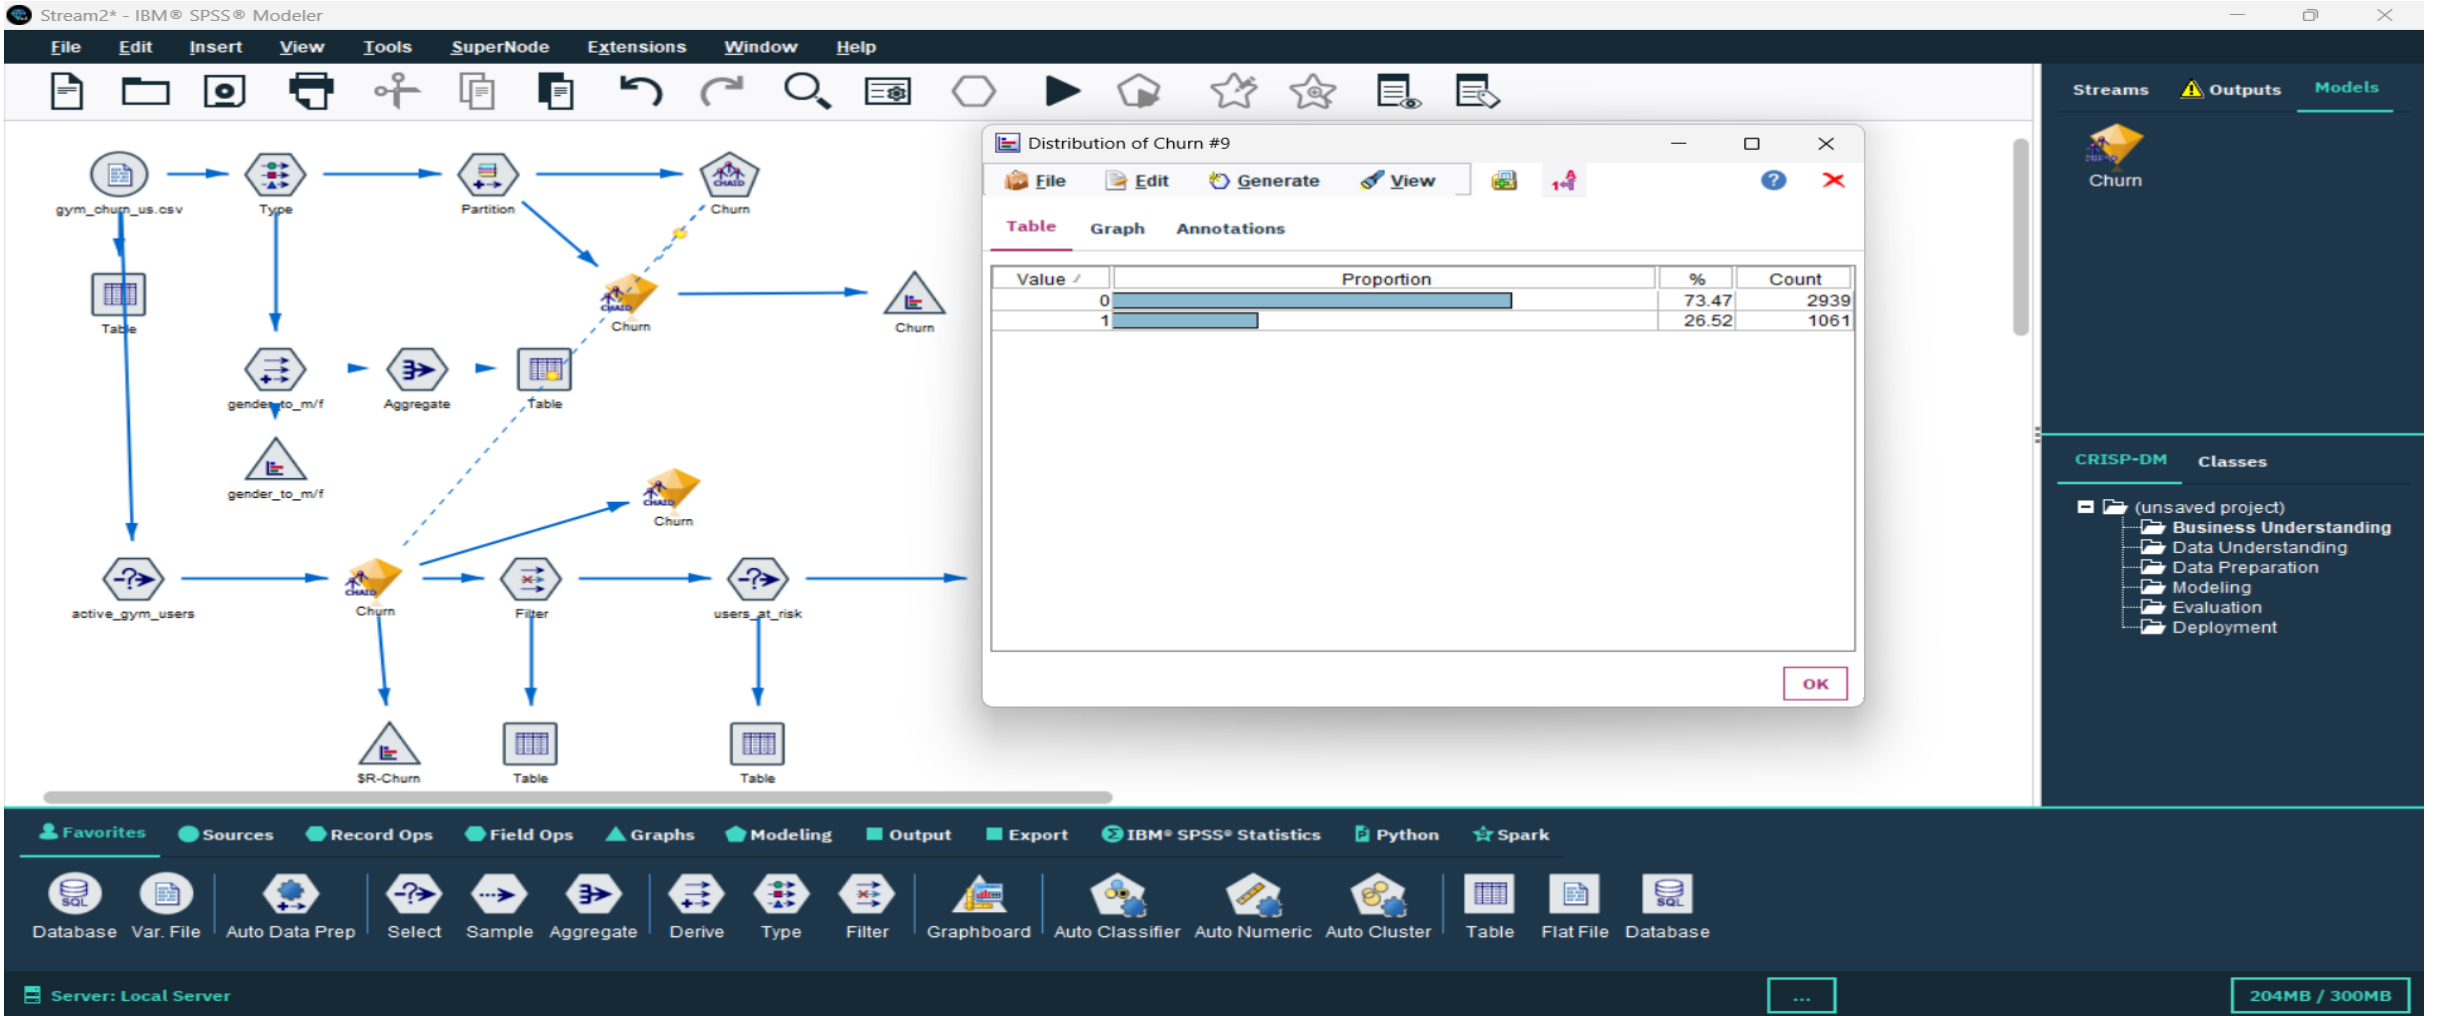 Stream2* - IBM® SPSS® Modeler
File Edit Insert View Tools SuperNode Extensions Window Help
Streams Outputs Models
Churn
gym_churn_us.csv
Type
Partition
CHAID
Churn
Table
CHAID
Churn
Churn
gender_to_m/f
Aggregate
Table
gender_to_m/f
CHAID
Churn
active_gym_users
CHAID
Churn
Filter
users_at_risk
$R-Churn
Table
Table
Distribution of Churn #9
File Edit Generate View
Table Graph Annotations
Value Proportion % Count
0 73.47 2939
1 26.52 1061
OK
CRISP-DM Classes
(unsaved project)
Business Understanding
Data Understanding
Data Preparation
Modeling
Evaluation
Deployment
Favorites Sources Record Ops Field Ops Graphs Modeling Output Export IBM® SPSS® Statistics Python Spark
SQL SQL
Database Var. File Auto Data Prep Select Sample Aggregate Derive Type Filter Graphboard Auto Classifier Auto Numeric Auto Cluster Table Flat File Database
Server: Local Server ... 204MB / 300MB